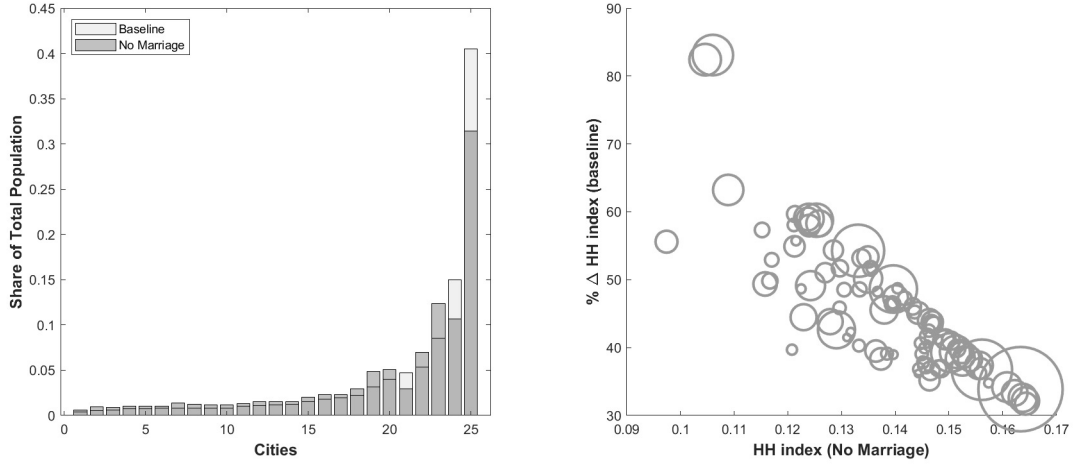 0.45
0.4
0.35
0.3
0.25
0.2
0.15
0.1
0.05
0
Share of Total Population
Baseline
No Marriage
0 5 10 15 20 25
Cities
90
80
70
60
50
40
30
% Δ HH index (baseline)
0.09 0.1 0.11 0.12 0.13 0.14 0.15 0.16 0.17
HH index (No Marriage)